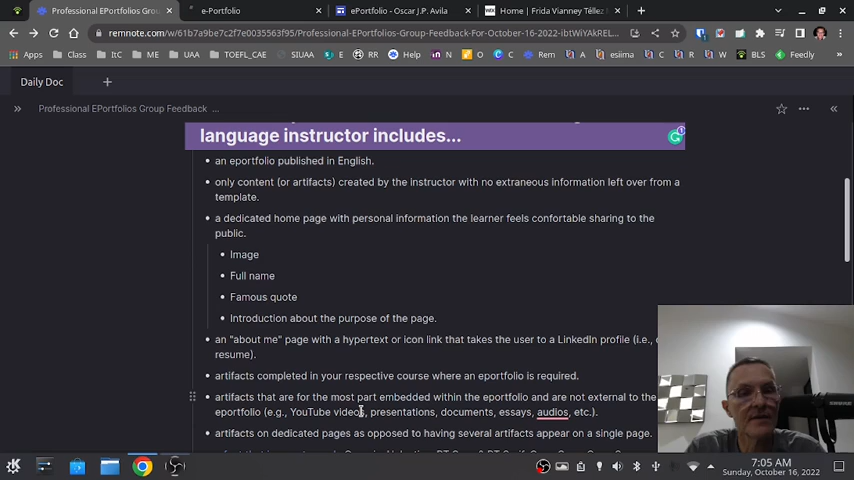 Professional EPortfolios Grou
e-Portfolio
ePortfolio - Oscar J.P. Avila
Home | Frida Vianney Téllez
remnote.com/w/61b7a9be2c7f2e0035563f95/Professional-EPortfolios-Group-Feedback-For-October-16-2022-ibtWiYAkREL...
Apps
Class
ItC
ME
UAA
TOEFL_CAE
SIUAA
E
RR
Help
N
O
C
R
W
esiima
C
R
Rem
W
BLS
Feedly
Daily Doc
Professional EPortfolios Group Feedback ...
language instructor includes...
an eportfolio published in English.
only content (or artifacts) created by the instructor with no extraneous information left over from a
template.
a dedicated home page with personal information the learner feels confortable sharing to the
public.
Image
Full name
Famous quote
Introduction about the purpose of the page.
an "about me" page with a hypertext or icon link that takes the user to a LinkedIn profile (i.e.,
resume).
artifacts completed in your respective course where an eportfolio is required.
artifacts that are for the most part embedded within the eportfolio and are not external to the
eportfolio (e.g., YouTube videos, presentations, documents, essays, audios, etc.).
artifacts on dedicated pages as opposed to having several artifacts appear on a single page.
7:05 AM
Sunday, October 16, 2022